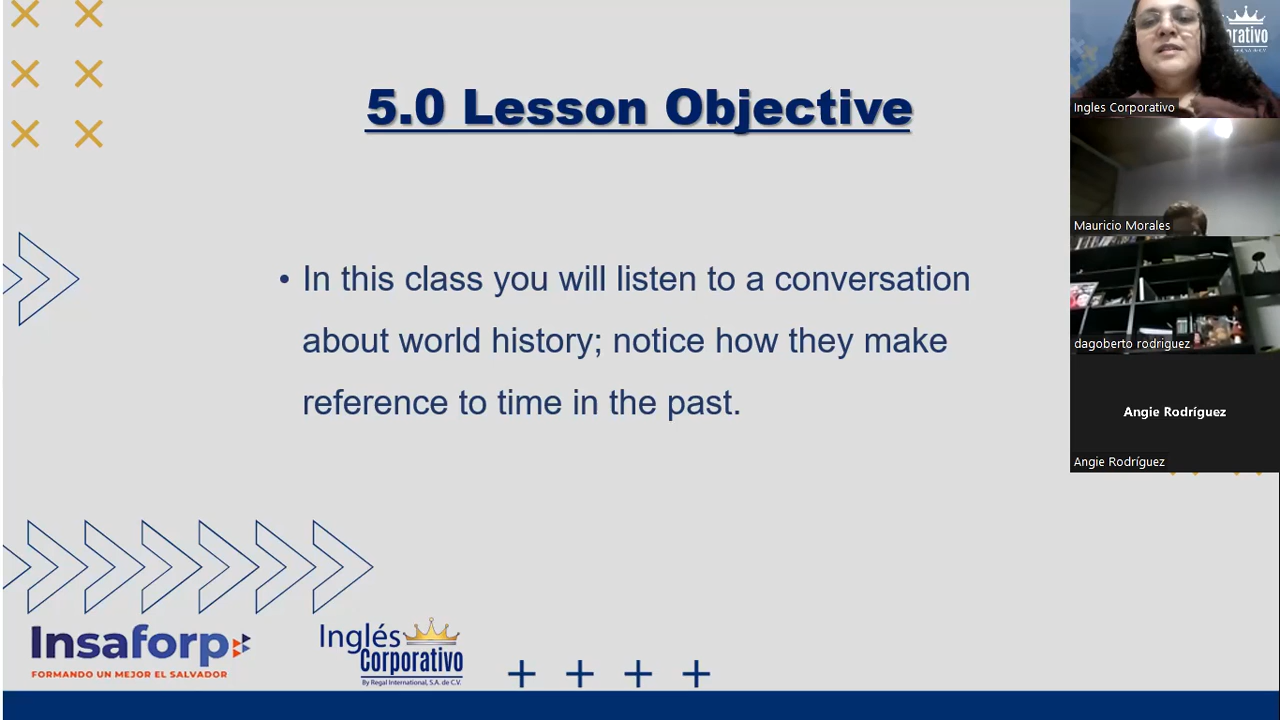 5.0 Lesson Objective
• In this class you will listen to a conversation
about world history; notice how they make
reference to time in the past.
Insaforp
FORMANDO UN MEJOR EL SALVADOR
Inglés
Corporativo
By Regal International, S.A. de C.V.
Ingles Corporativo
Mauricio Morales
dagoberto rodriguez
Angie Rodríguez
Angie Rodríguez